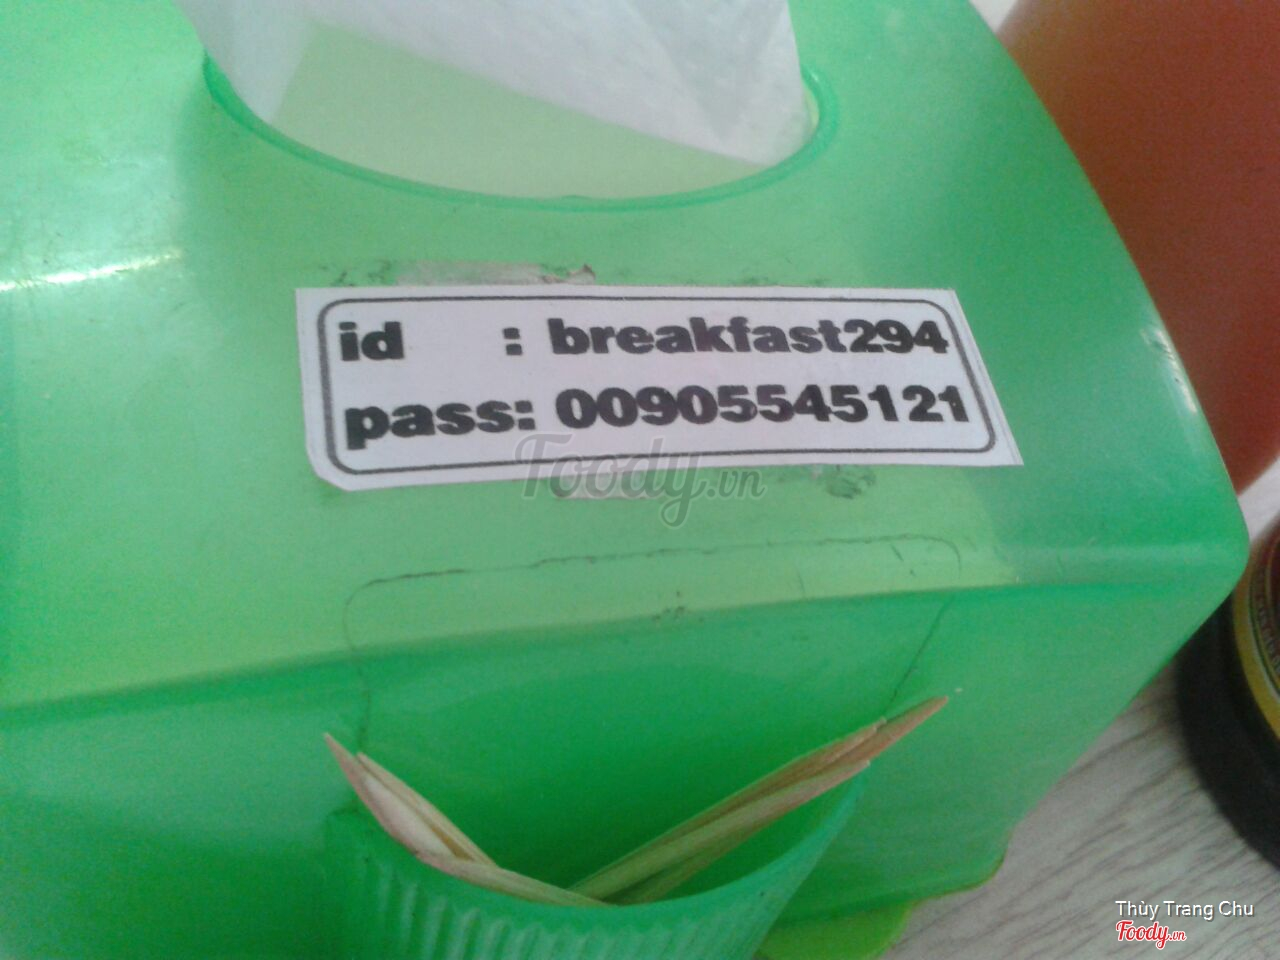 id : breakfast294
pass: 00905545121
Foody.vn
Thùy Trang Chu
Foody.vn